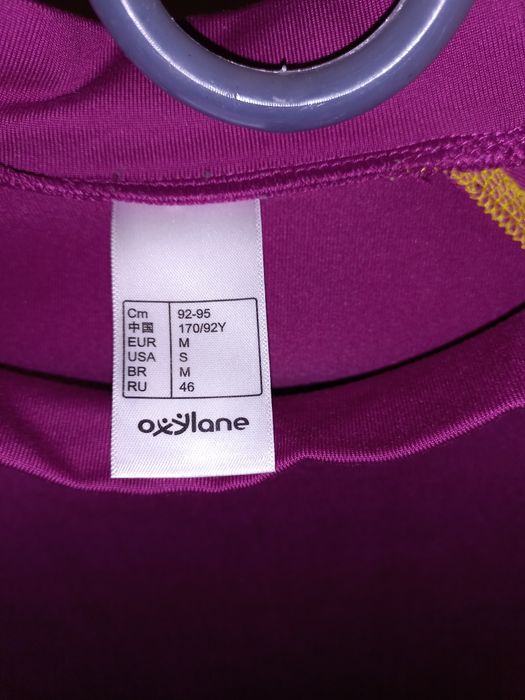 Cm 92-95
中国 170/92Y
EUR M
USA S
BR M
RU 46
oxylane